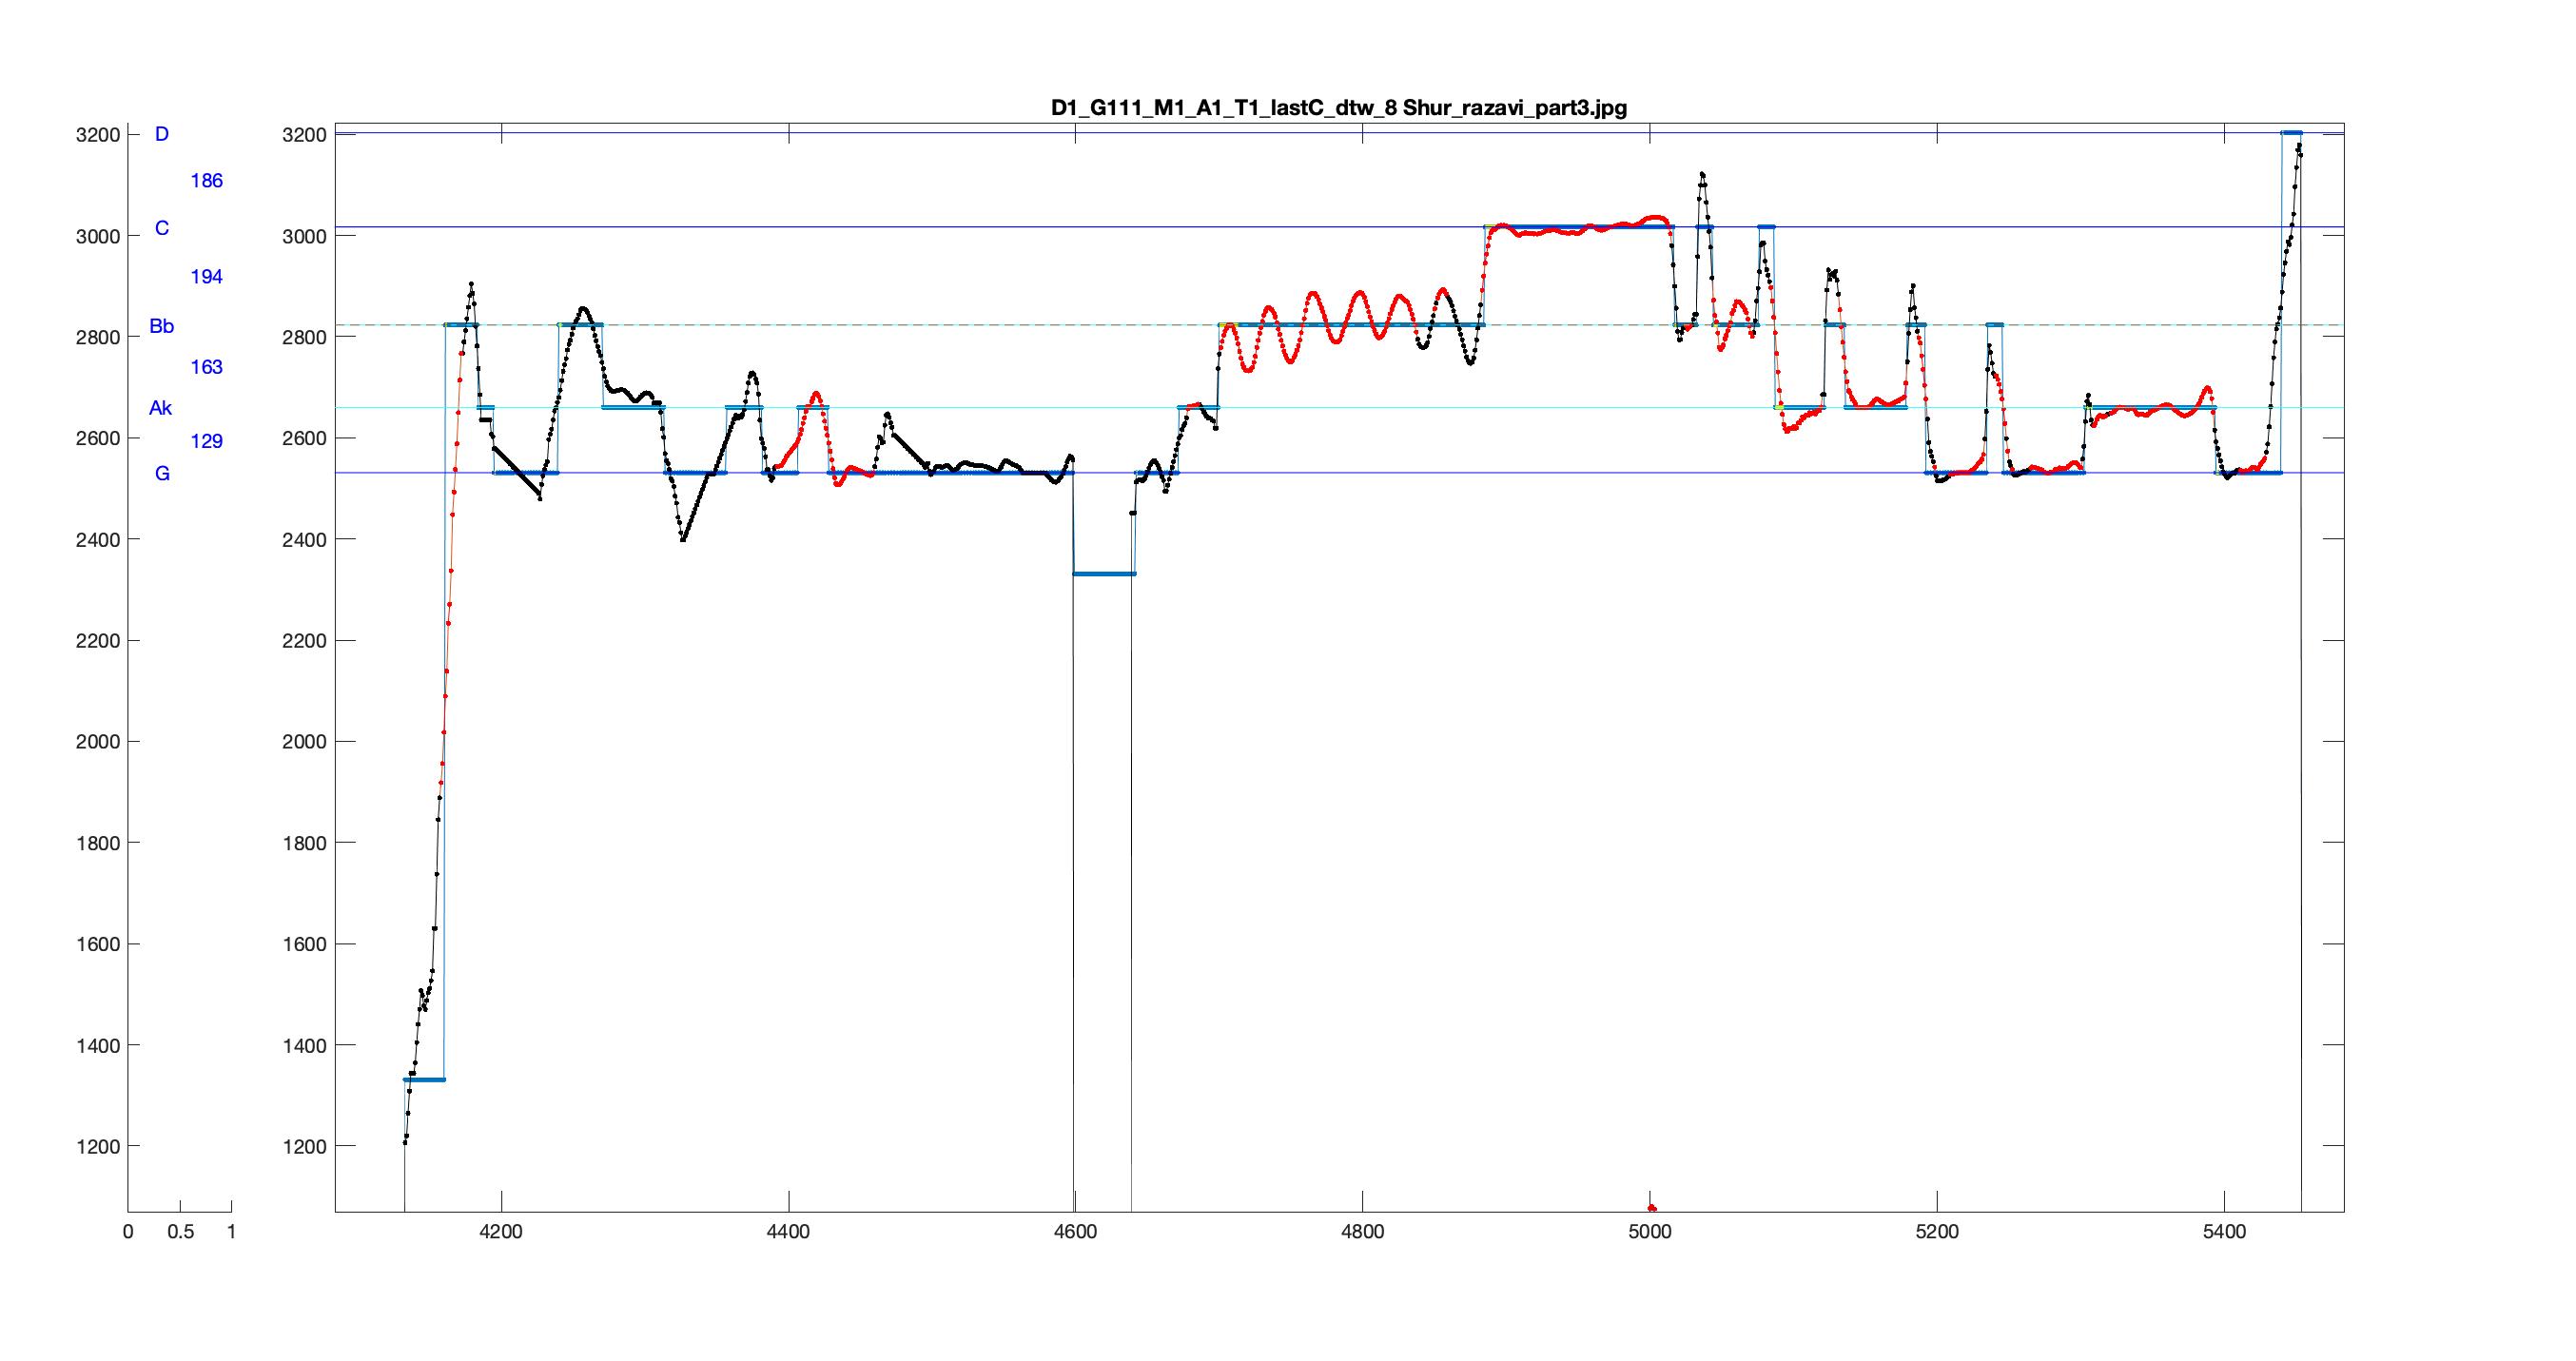 D1_G111_M1_A1_T1_lastC_dtw_8 Shur_razavi_part3.jpg
3200 D 3200
186
C
3000 3000
194
Bb
2800 2800
163
Ak
2600 2600
129
G
2400 2400
2200 2200
2000 2000
1800 1800
1600 1600
1400 1400
1200 1200
0 0.5 1 4200 4400 4600 4800 5000 5200 5400